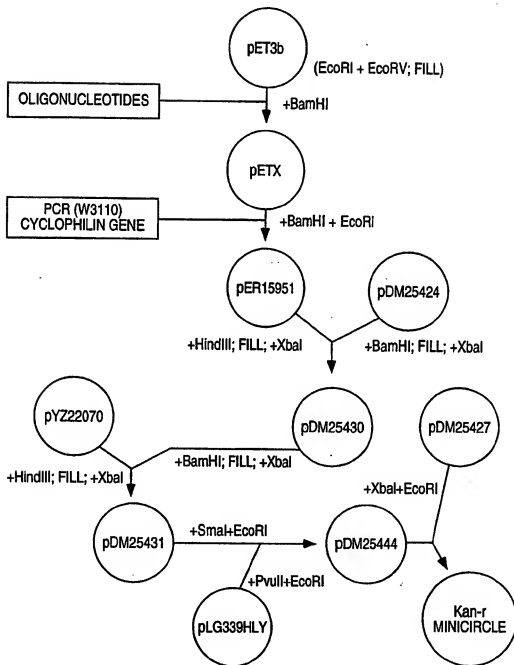 pET3b
(EcoRI + EcoRV; FILL)
OLIGONUCLEOTIDES
+BamHI
pETX
PCR (W3110)
CYCLOPHILIN GENE
+BamHI + EcoRI
pER15951
pDM25424
+HindIII; FILL; +XbaI
+BamHI; FILL; +XbaI
pYZ22070
pDM25430
pDM25427
+BamHI; FILL; +XbaI
+HindIII; FILL; +XbaI
+XbaI+EcoRI
pDM25431
+SmaI+EcoRI
pDM25444
+PvuII+EcoRI
pLG339HLY
Kan-r
MINICIRCLE